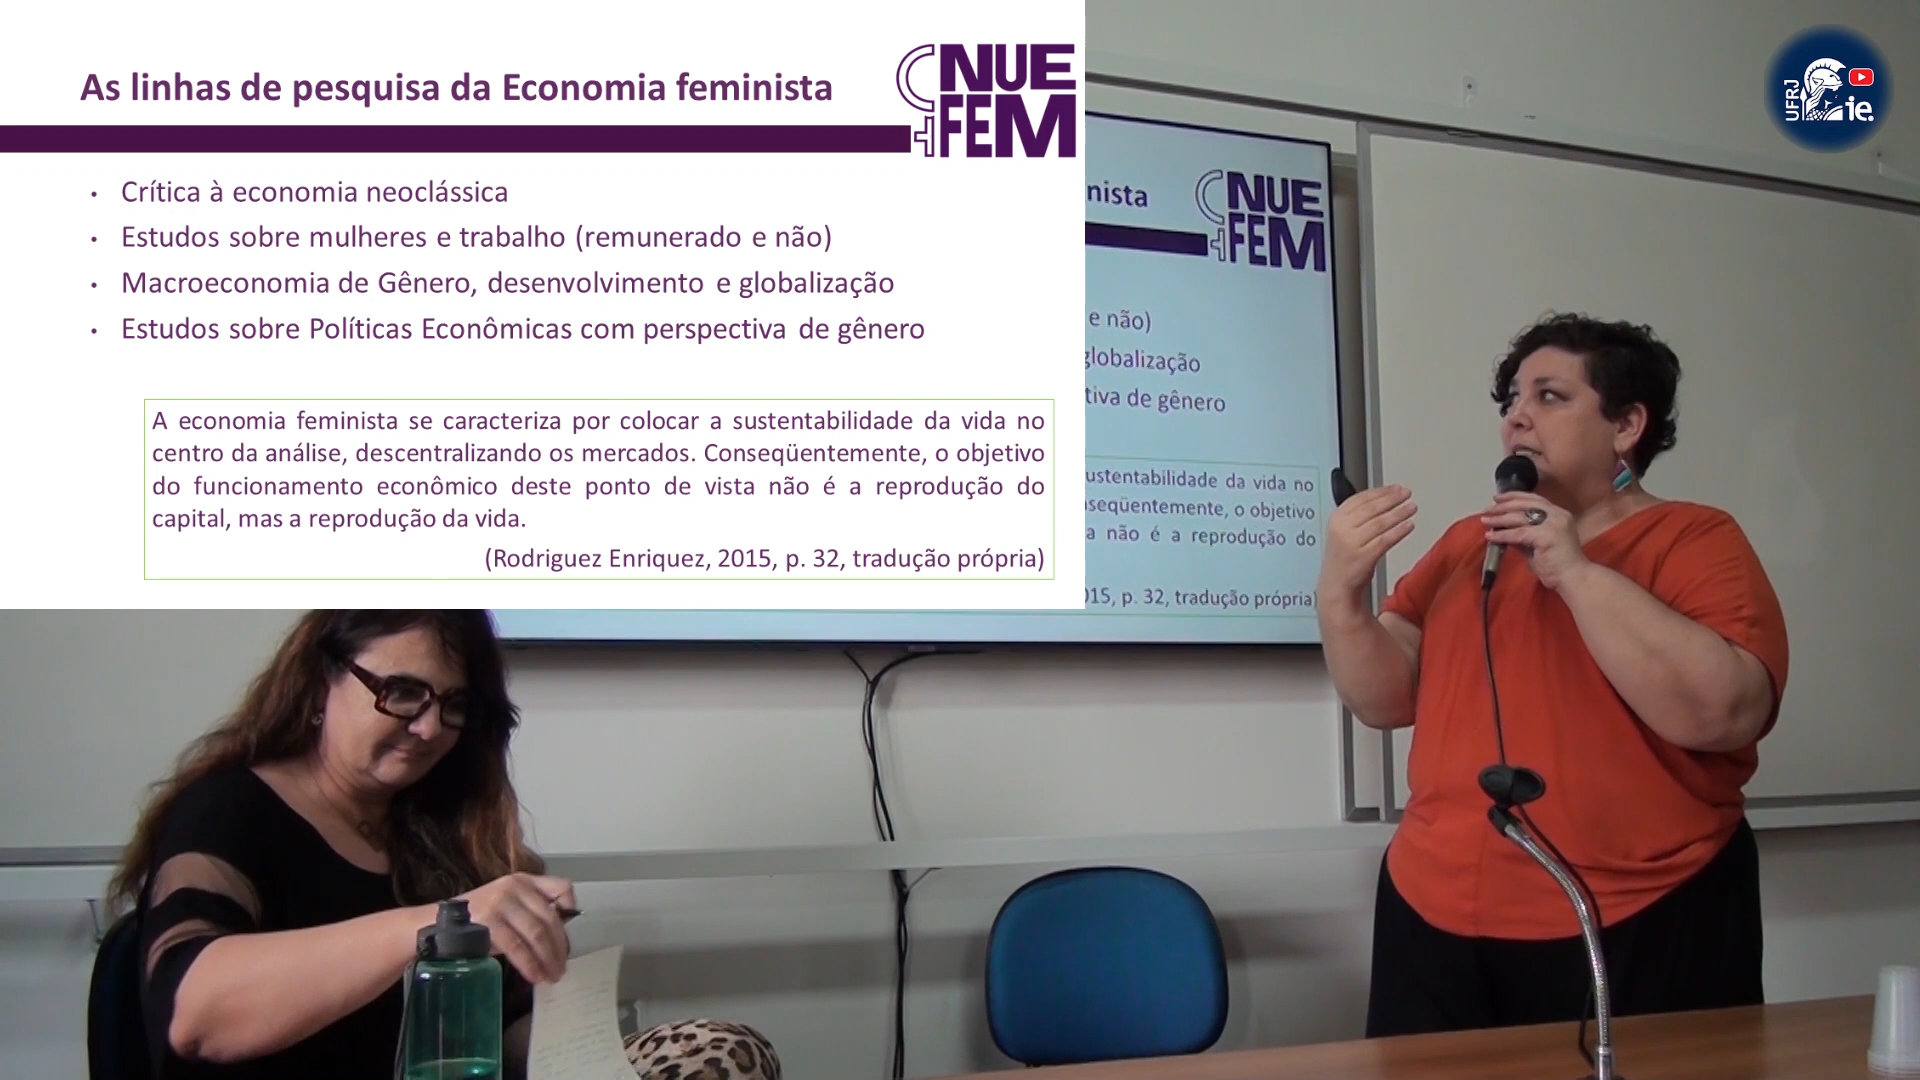 As linhas de pesquisa da Economia feminista
NUE
FEM
• Crítica à economia neoclássica
• Estudos sobre mulheres e trabalho (remunerado e não)
• Macroeconomia de Gênero, desenvolvimento e globalização
• Estudos sobre Políticas Econômicas com perspectiva de gênero
A economia feminista se caracteriza por colocar a sustentabilidade da vida no
centro da análise, descentralizando os mercados. Conseqüentemente, o objetivo
do funcionamento econômico deste ponto de vista não é a reprodução do
capital, mas a reprodução da vida.
(Rodriguez Enriquez, 2015, p. 32, tradução própria)
UFRJ
ie.
nista
NUE
FEM
e não)
globalização
tiva de gênero
ustentabilidade da vida no
nseqüentemente, o objetivo
a não é a reprodução do
015, p. 32, tradução própria)